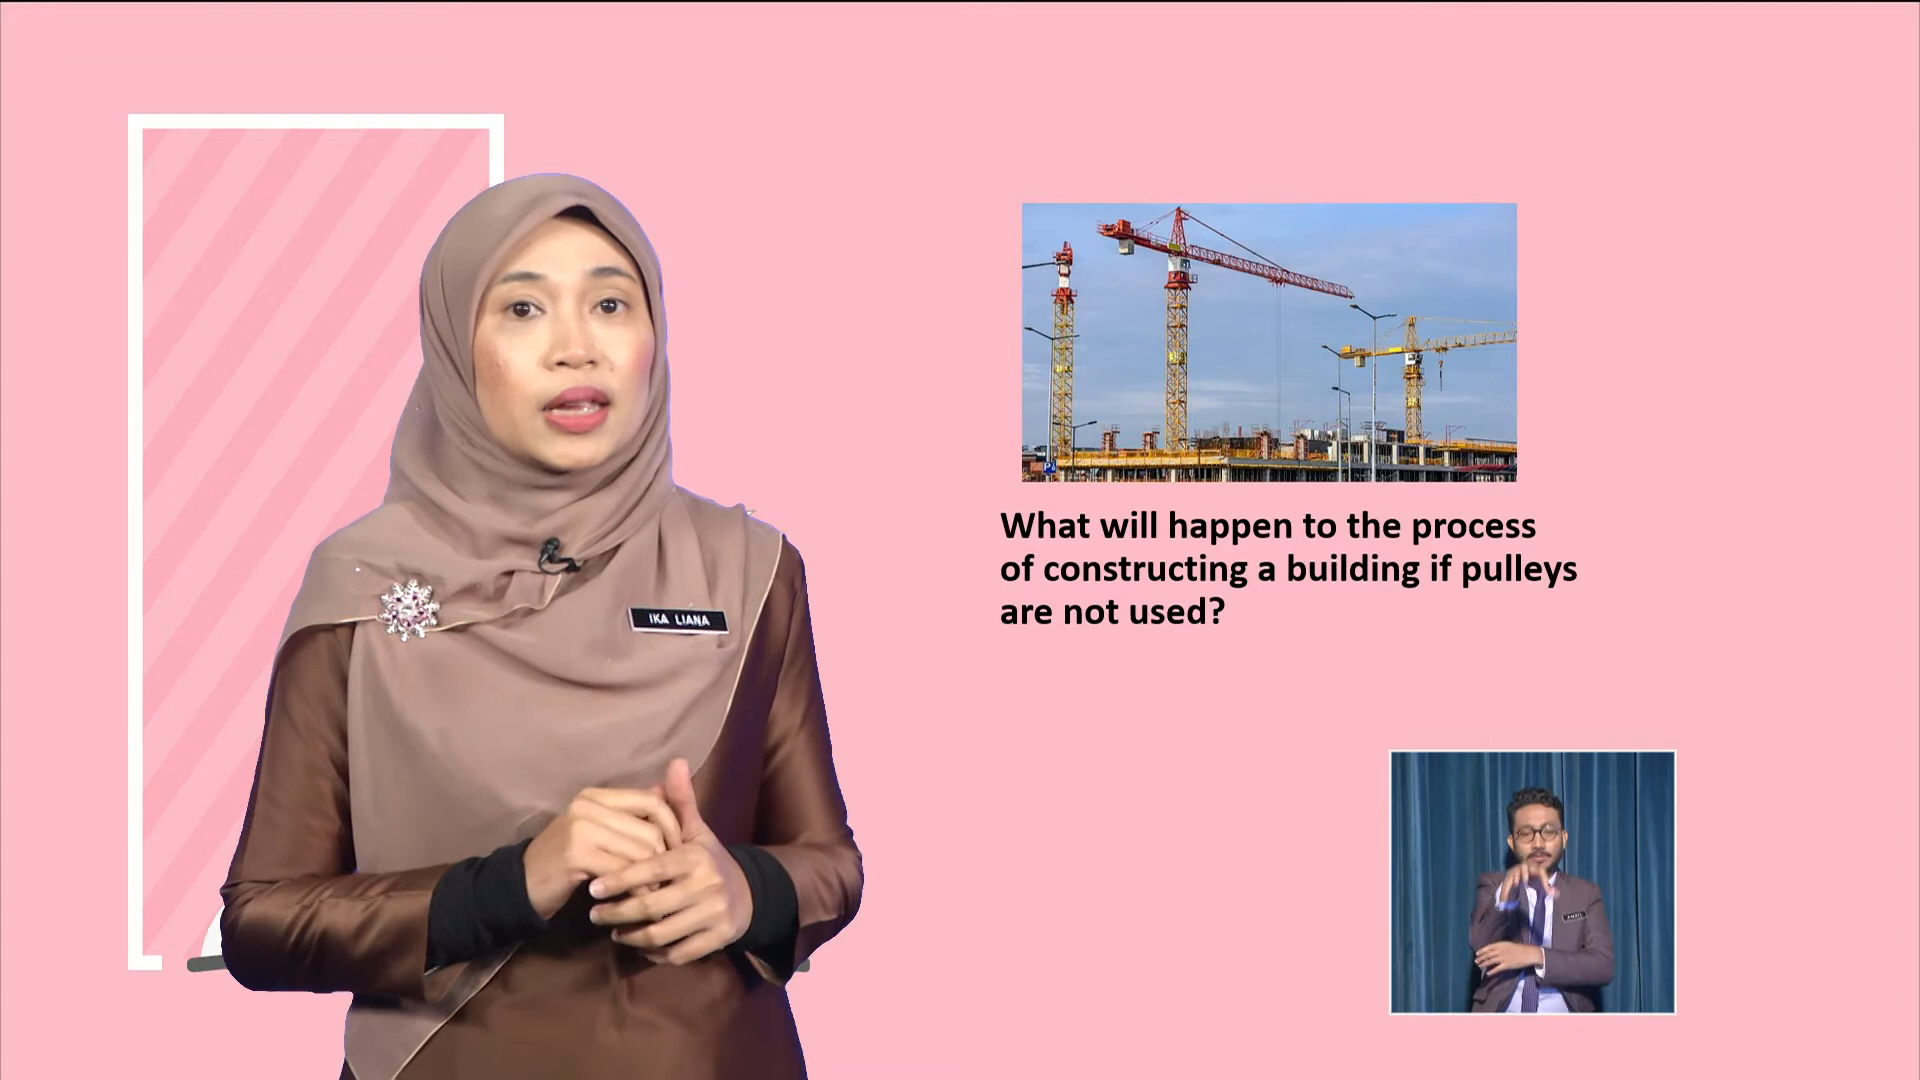 IKA LIANA
What will happen to the process
of constructing a building if pulleys
are not used?
P